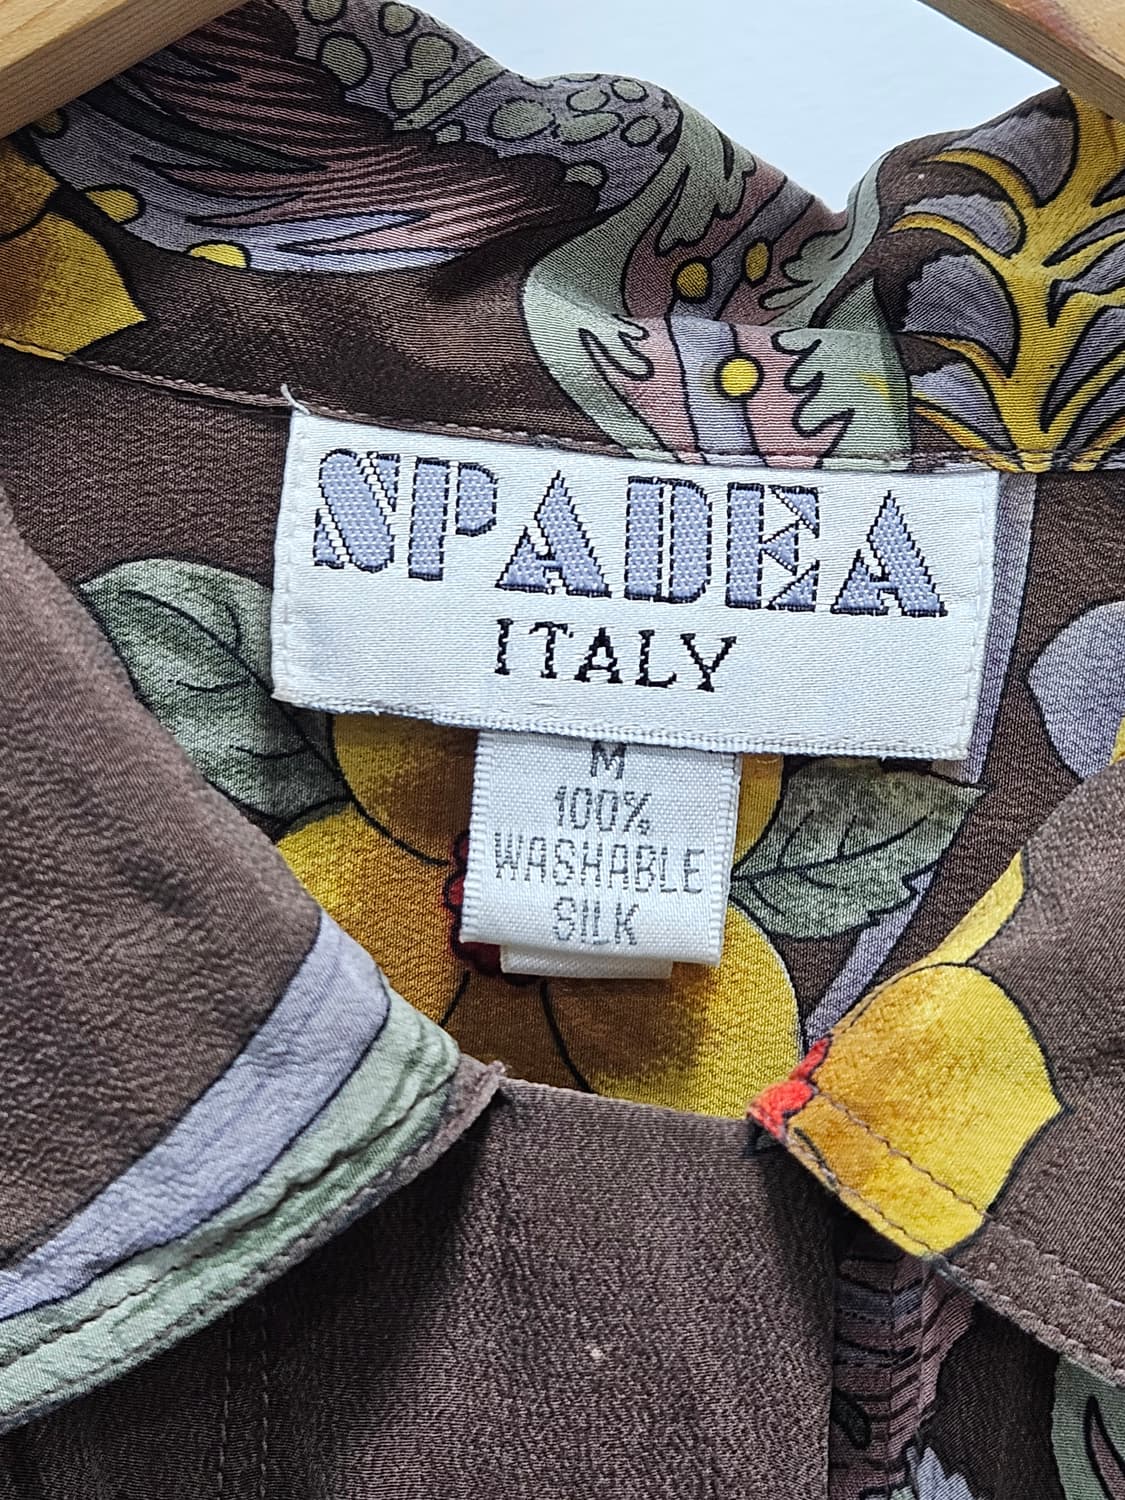 SPADEA
ITALY
M
100%
WASHABLE
SILK